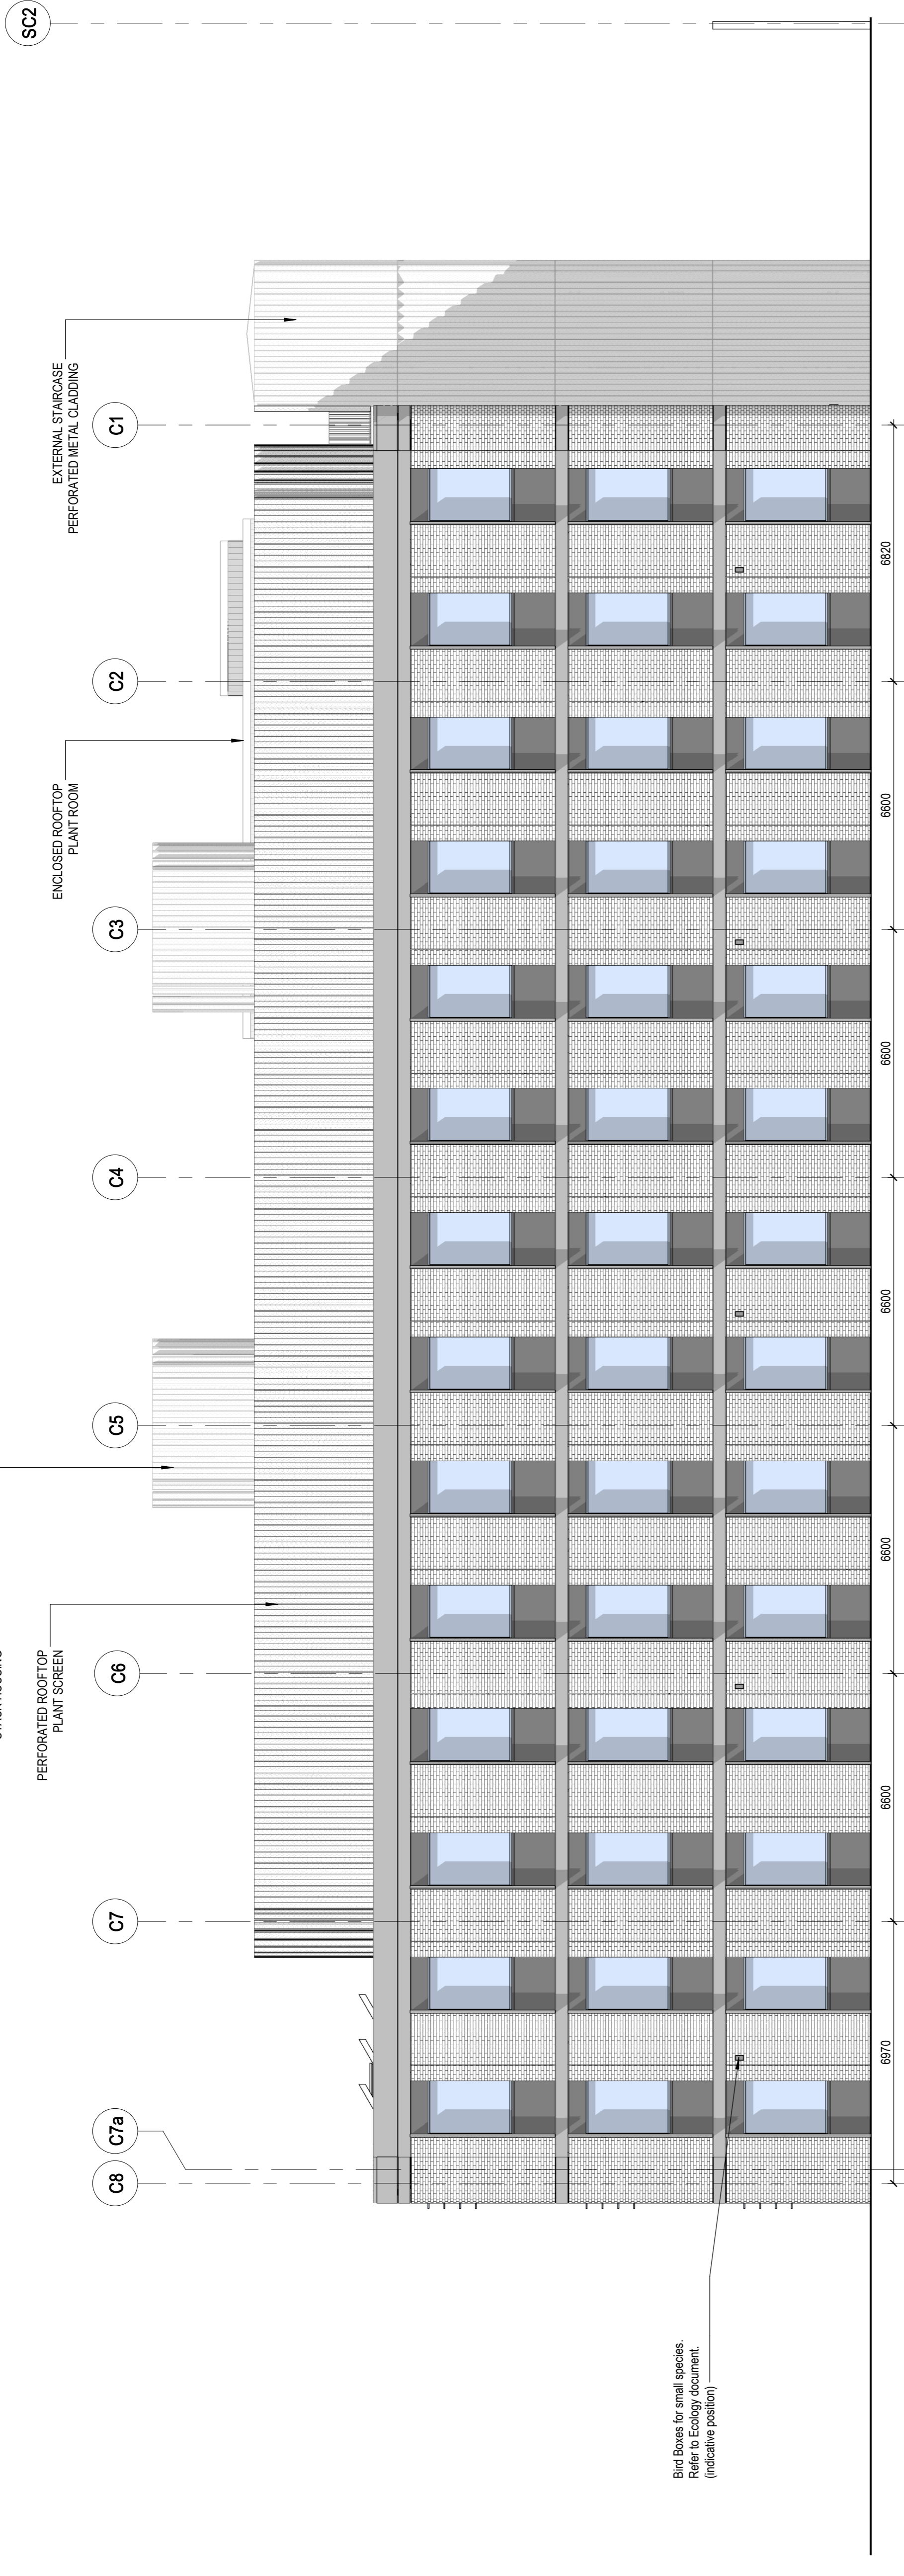 SC2
EXTERNAL STAIRCASE
PERFORATED METAL CLADDING
C1
C2
ENCLOSED ROOFTOP
PLANT ROOM
C3
C4
C5
PERFORATED ROOFTOP
PLANT SCREEN
C6
C7
C7a
C8
6820
6600
6600
6600
6600
6600
6970
Bird Boxes for small species.
Refer to Ecology document.
(indicative position)